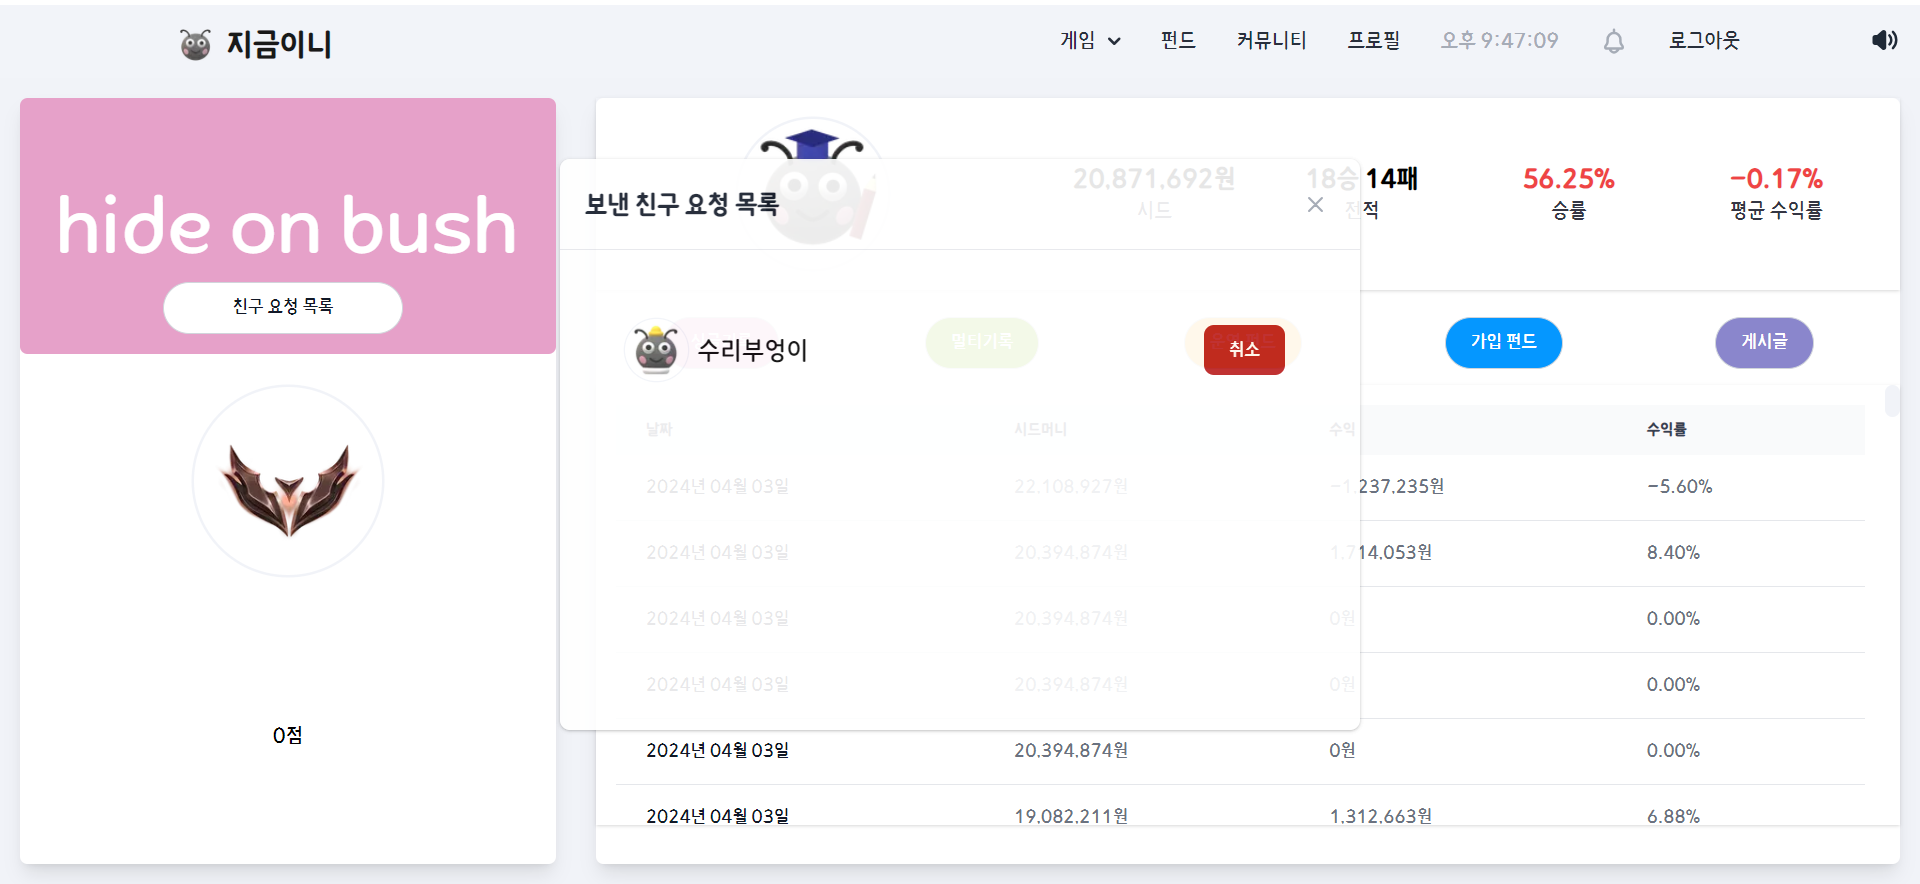 지금이니
게임 펀드 커뮤니티 프로필 오후 9:47:09 로그아웃
hide on bush
친구 요청 목록
0점
20,871,692원 18승 14패 56.25% -0.17%
시드 전적 승률 평균 수익률
보낸 친구 요청 목록
멀티기록 가입 펀드 게시글
수리부엉이 취소
날짜 시드머니 수익 수익률
2024년 04월 03일 22,108,927원 -1,237,235원 -5.60%
2024년 04월 03일 20,394,874원 1,714,053원 8.40%
2024년 04월 03일 20,394,874원 0원 0.00%
2024년 04월 03일 20,394,874원 0원 0.00%
2024년 04월 03일 20,394,874원 0원 0.00%
2024년 04월 03일 19,082,211원 1,312,663원 6.88%